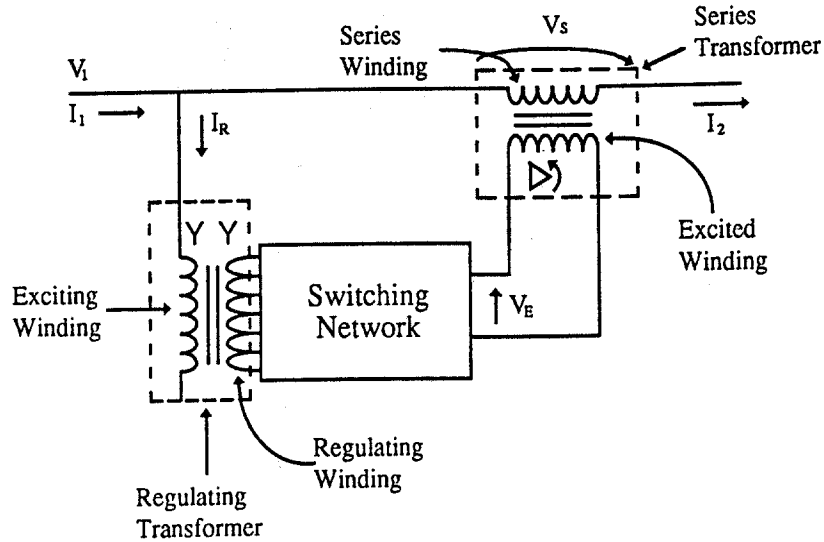 Series
Winding
Vs
Series
Transformer
V1
I1
IR
I2
Y Y
Excited
Winding
Exciting
Winding
Switching
Network
VE
Regulating
Winding
Regulating
Transformer